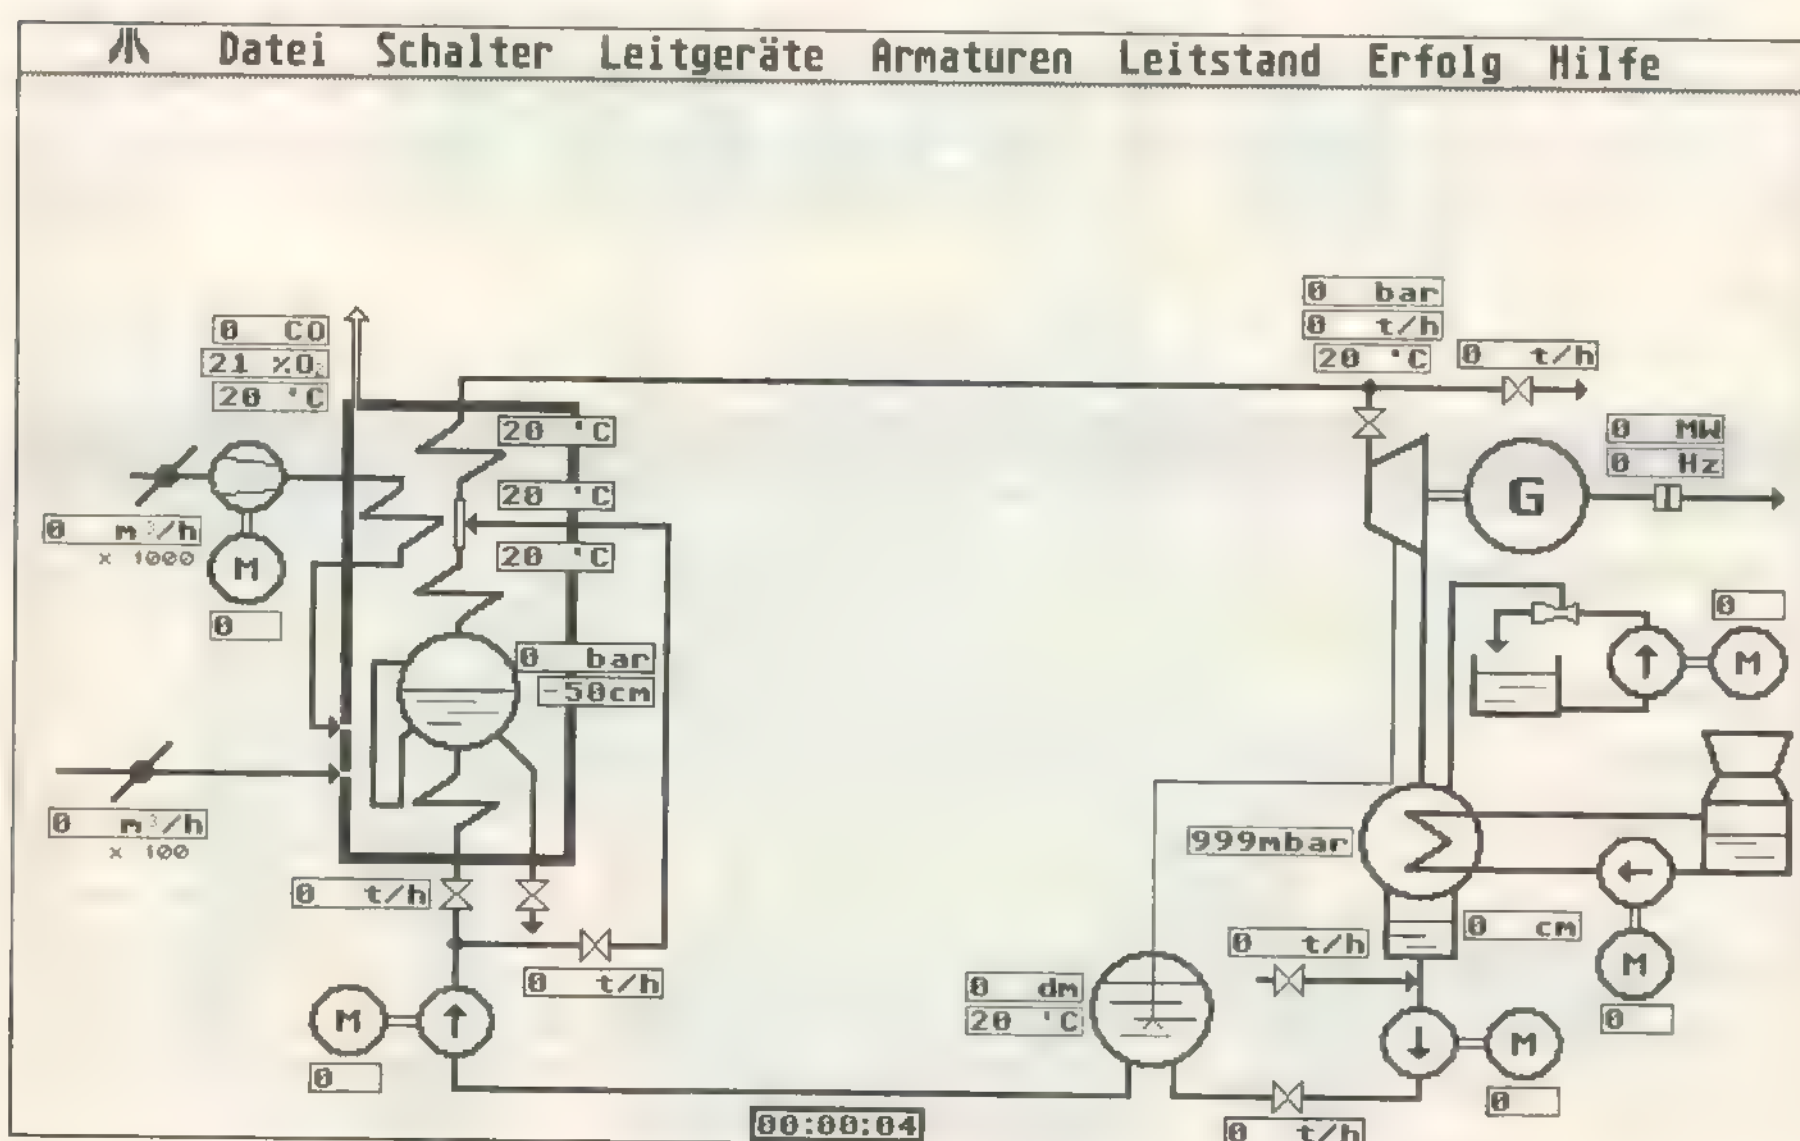 Datei Schalter Leitgeräte Armaturen Leitstand Erfolg Hilfe
0 bar
0 t/h
20 °C
0 t/h
0 CO
21 %O₂
20 °C
20 °C
0 MW
0 Hz
20 °C
0 m³/h
x 1000
20 °C
M
G
0
0
0 bar
-50cm
M
0 m³/h
x 100
999mbar
0 t/h
0 cm
0 t/h
0 t/h
M
0 dm
20 °C
M
M
0
0
0
00:00:04
0 t/h